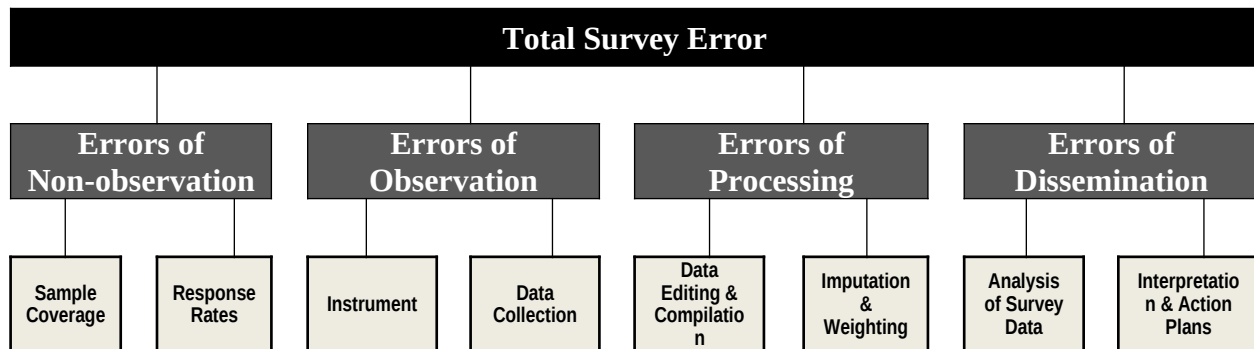 Total Survey Error
Errors of
Non-observation
Errors of
Observation
Errors of
Processing
Errors of
Dissemination
Sample
Coverage
Response
Rates
Instrument
Data
Collection
Data
Editing &
Compilatio
n
Imputation
&
Weighting
Analysis
of Survey
Data
Interpretatio
n & Action
Plans